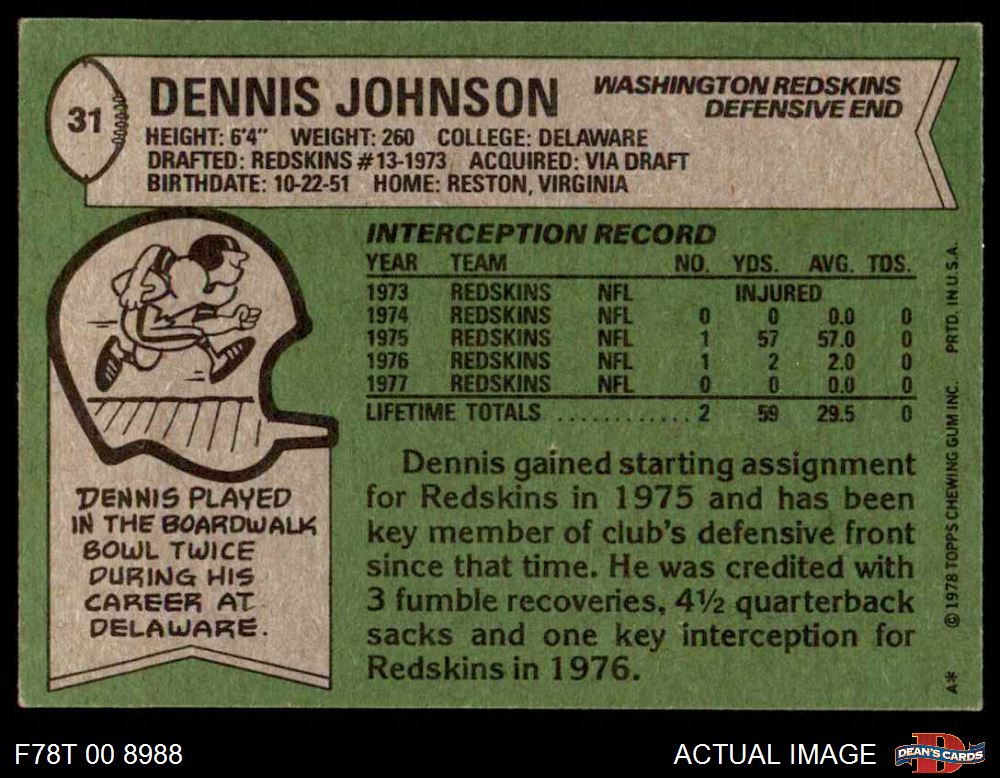 31
DENNIS JOHNSON
WASHINGTON REDSKINS
DEFENSIVE END
HEIGHT: 6'4" WEIGHT: 260 COLLEGE: DELAWARE
DRAFTED: REDSKINS #13-1973 ACQUIRED: VIA DRAFT
BIRTHDATE: 10-22-51 HOME: RESTON, VIRGINIA
INTERCEPTION RECORD
YEAR TEAM NO. YDS. AVG. TDS.
1973 REDSKINS NFL INJURED
1974 REDSKINS NFL 0 0 0.0 0
1975 REDSKINS NFL 1 57 57.0 0
1976 REDSKINS NFL 1 2 2.0 0
1977 REDSKINS NFL 0 0 0.0 0
LIFETIME TOTALS ............ 2 59 29.5 0
Dennis gained starting assignment
for Redskins in 1975 and has been
key member of club's defensive front
since that time. He was credited with
3 fumble recoveries, 4½ quarterback
sacks and one key interception for
Redskins in 1976.
DENNIS PLAYED
IN THE BOARDWALK
BOWL TWICE
DURING HIS
CAREER AT
DELAWARE.
A* © 1978 TOPPS CHEWING GUM INC. PRTD. IN U.S.A.
F78T 00 8988
ACTUAL IMAGE
D
DEAN'S CARDS